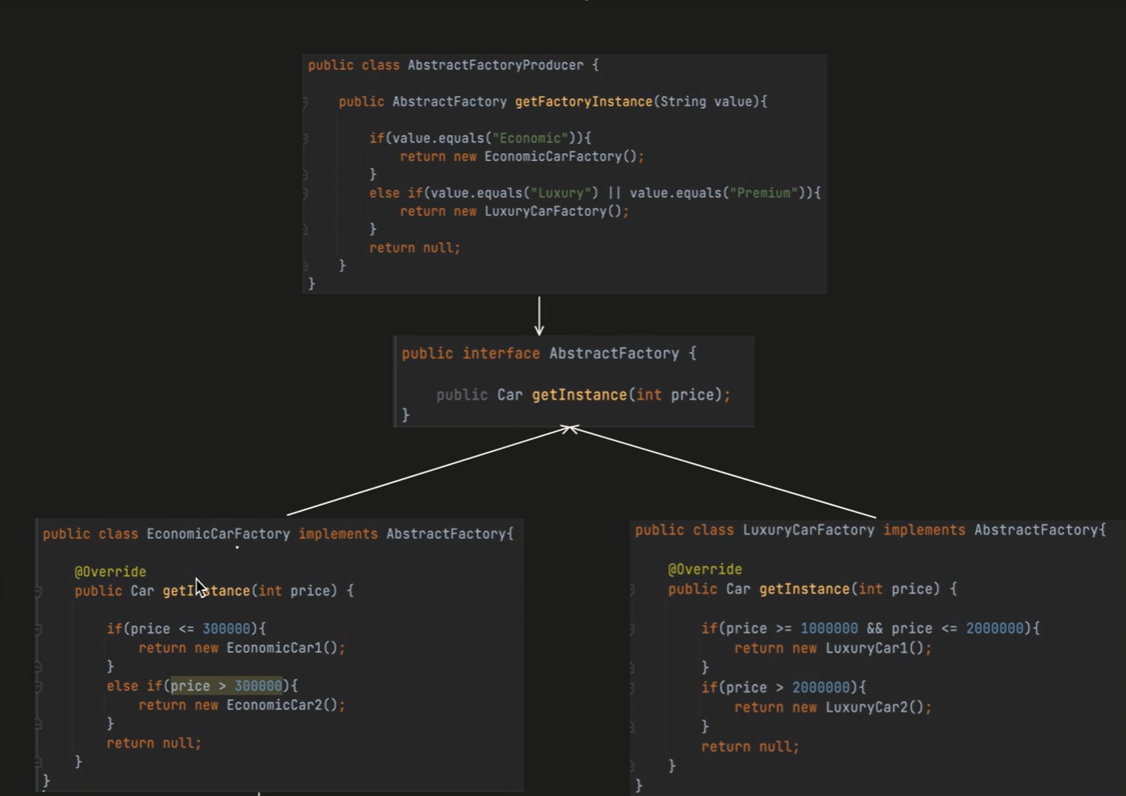 public class AbstractFactoryProducer {
public AbstractFactory getFactoryInstance(String value){
if(value.equals("Economic")){
return new EconomicCarFactory();
}
else if(value.equals("Luxury") || value.equals("Premium")){
return new LuxuryCarFactory();
}
return null;
}
}
public interface AbstractFactory {
public Car getInstance(int price);
}
public class EconomicCarFactory implements AbstractFactory{
@Override
public Car getInstance(int price) {
if(price <= 300000){
return new EconomicCar1();
}
else if(price > 300000){
return new EconomicCar2();
}
return null;
}
}
public class LuxuryCarFactory implements AbstractFactory{
@Override
public Car getInstance(int price) {
if(price >= 1000000 && price <= 2000000){
return new LuxuryCar1();
}
if(price > 2000000){
return new LuxuryCar2();
}
return null;
}
}